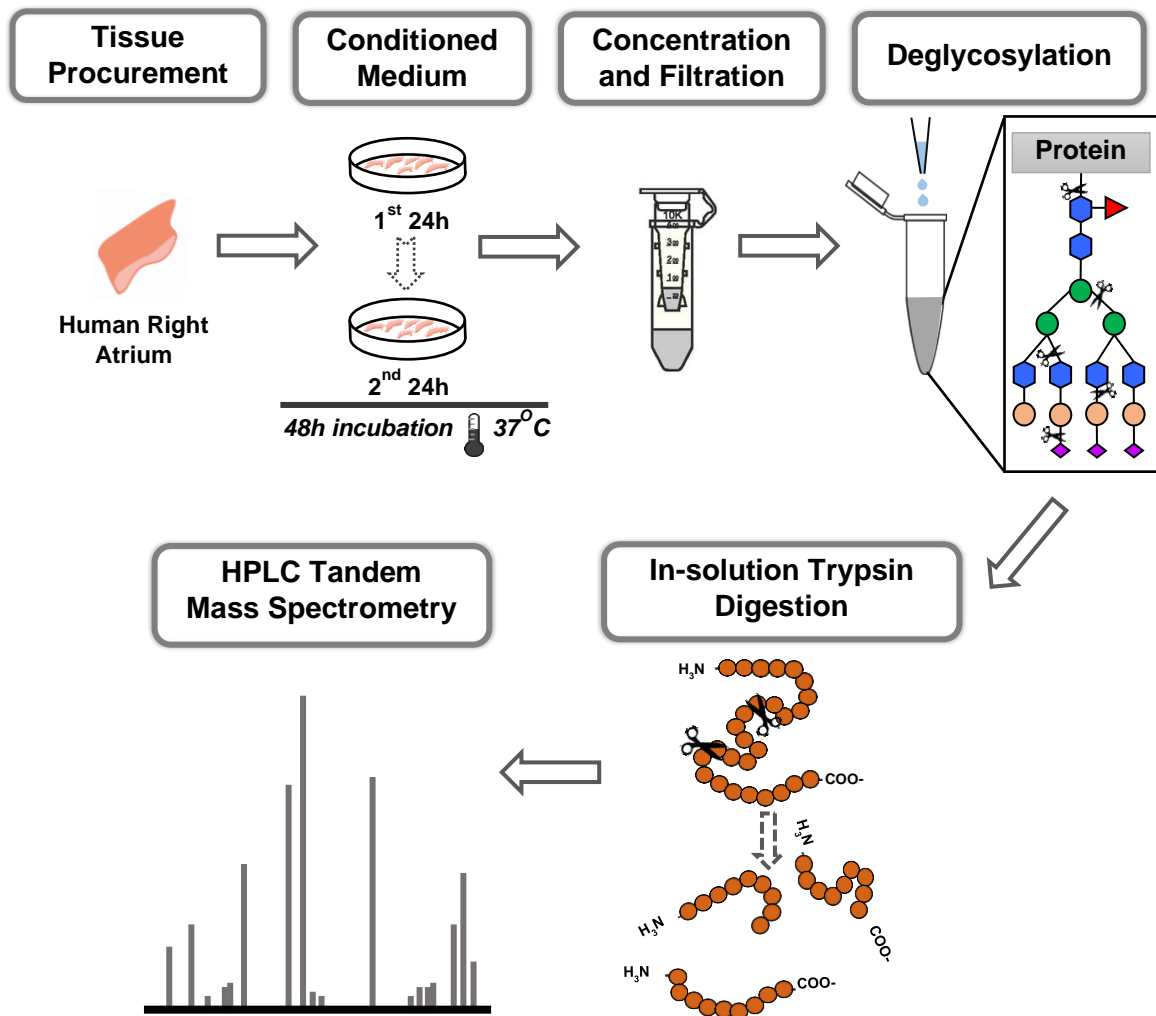 Tissue
Procurement
Conditioned
Medium
Concentration
and Filtration
Deglycosylation
Human Right
Atrium
1st 24h
2nd 24h
48h incubation 37OC
10K
Protein
HPLC Tandem
Mass Spectrometry
In-solution Trypsin
Digestion
H3N
COO-
H3N
H3N
COO-
H3N
COO-